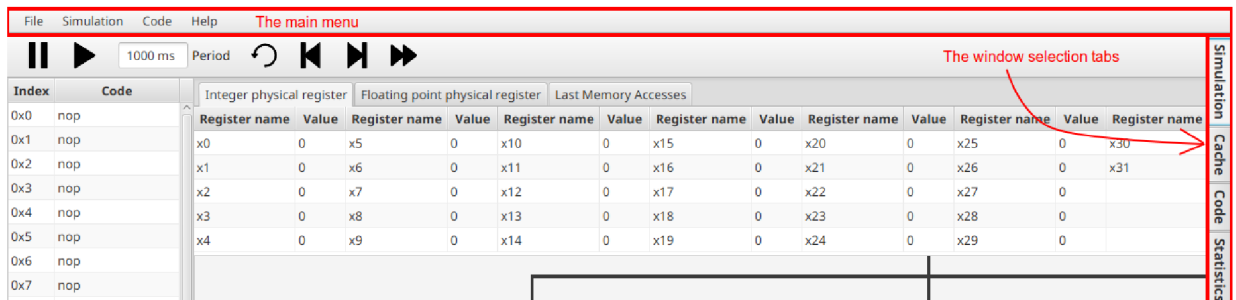 File Simulation Code Help The main menu
1000 ms Period
The window selection tabs
Simulation
Cache
Code
Statistics
Index Code
0x0 nop
0x1 nop
0x2 nop
0x3 nop
0x4 nop
0x5 nop
0x6 nop
0x7 nop
Integer physical register Floating point physical register Last Memory Accesses
Register name Value Register name Value Register name Value Register name Value Register name Value Register name Value Register name
x0 0 x5 0 x10 0 x15 0 x20 0 x25 0 x30
x1 0 x6 0 x11 0 x16 0 x21 0 x26 0 x31
x2 0 x7 0 x12 0 x17 0 x22 0 x27 0
x3 0 x8 0 x13 0 x18 0 x23 0 x28 0
x4 0 x9 0 x14 0 x19 0 x24 0 x29 0